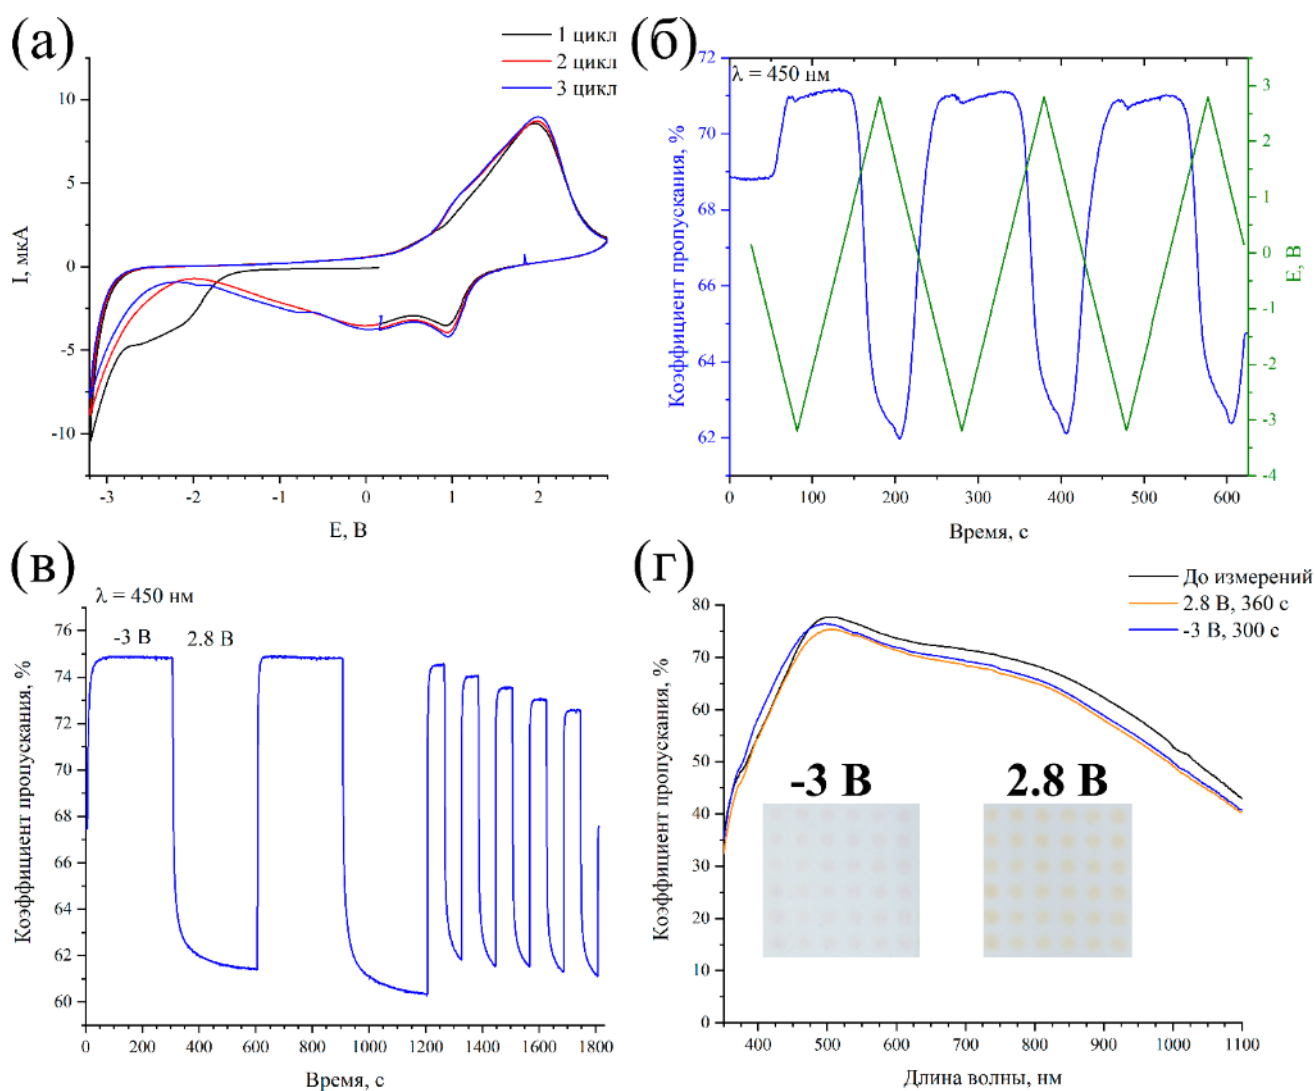 (а)
1 цикл
2 цикл
3 цикл
10
5
0
-5
-10
I, мкА
-3
-2
-1
0
1
2
E, В
(б)
λ = 450 нм
72
70
68
66
64
62
Коэффициент пропускания, %
3
2
1
0
-1
-2
-3
-4
E, В
0
100
200
300
400
500
600
Время, с
(в)
λ = 450 нм
-3 В
2.8 В
76
74
72
70
68
66
64
62
60
Коэффициент пропускания, %
0
200
400
600
800
1000
1200
1400
1600
1800
Время, с
(г)
До измерений
2.8 В, 360 с
-3 В, 300 с
80
70
60
50
40
30
20
10
0
Коэффициент пропускания, %
-3 В
2.8 В
400
500
600
700
800
900
1000
1100
Длина волны, нм